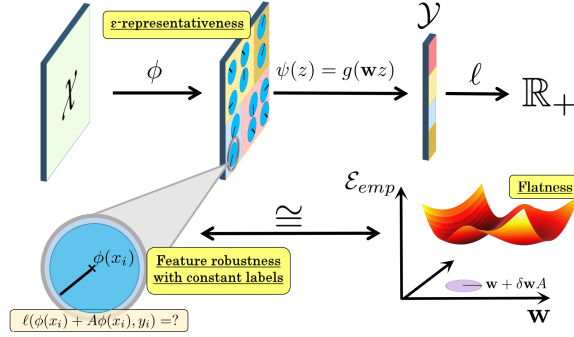 ε-representativeness
𝒳
ϕ
ψ(z) = g(𝐰z)
𝒴
ℓ
ℝ₊
ϕ(xᵢ)
Feature robustness
with constant labels
ℓ(ϕ(xᵢ) + Aϕ(xᵢ), yᵢ) =?
≅
ℰₑₘₚ
Flatness
𝐰 + δ𝐰A
𝐰